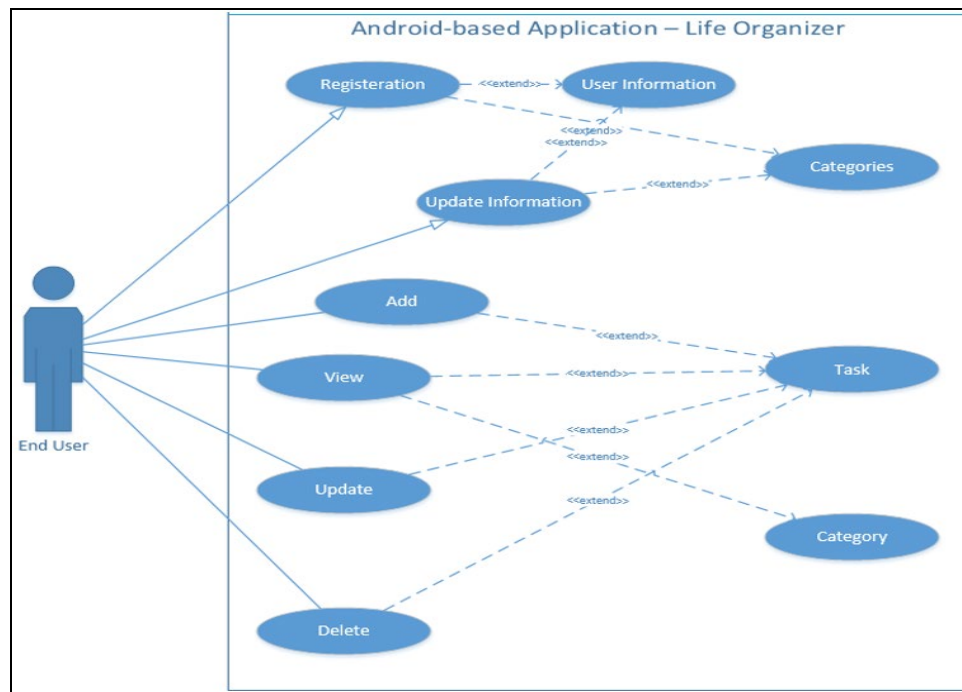 Android-based Application – Life Organizer
Registeration
<<extend>>
User Information
<<extend>>
<<extend>>
Categories
<<extend>>
Update Information
Add
<<extend>>
View
<<extend>>
Task
End User
<<extend>>
<<extend>>
Update
<<extend>>
Category
Delete